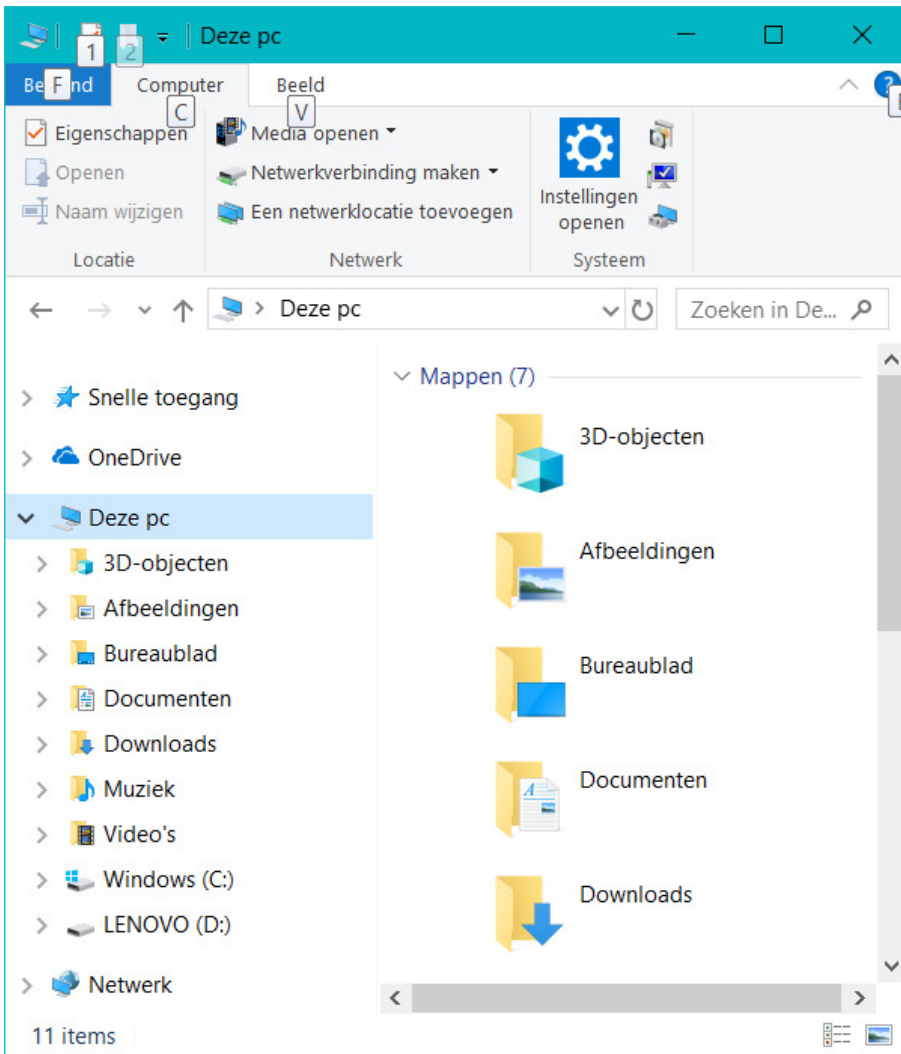 1 2 Deze pc
Be F nd Computer Beeld
C V
Eigenschappen Media openen
Openen Netwerkverbinding maken
Naam wijzigen Een netwerklocatie toevoegen
Instellingen
openen
Locatie Netwerk Systeem
Deze pc Zoeken in De...
Mappen (7)
Snelle toegang
3D-objecten
OneDrive
Deze pc
Afbeeldingen
3D-objecten
Afbeeldingen
Bureaublad
Bureaublad
Documenten
Downloads
Documenten
Muziek
Video's
Windows (C:)
Downloads
LENOVO (D:)
Netwerk
11 items